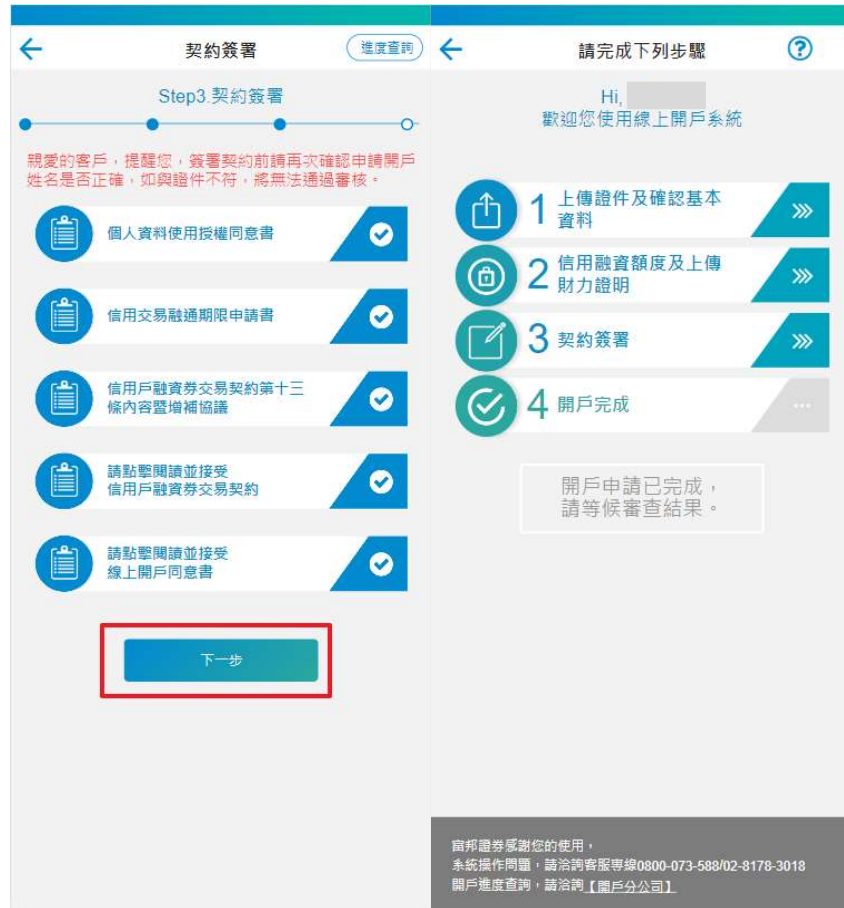 契約簽署
進度查詢
Step3.契約簽署
親愛的客戶，提醒您，簽署契約前請再次確認申請開戶
姓名是否正確，如與證件不符，將無法通過審核。
個人資料使用授權同意書
信用交易融通期限申請書
信用戶融資券交易契約第十三
條內容暨增補協議
請點擊閱讀並接受
信用戶融資券交易契約
請點擊閱讀並接受
線上開戶同意書
下一步
請完成下列步驟
?
Hi,
歡迎您使用線上開戶系統
1 上傳證件及確認基本
資料
2 信用融資額度及上傳
財力證明
3 契約簽署
4 開戶完成
開戶申請已完成，
請等候審查結果。
富邦證券感謝您的使用，
系統操作問題，請洽詢客服專線0800-073-588/02-8178-3018
開戶進度查詢，請洽詢【開戶分公司】